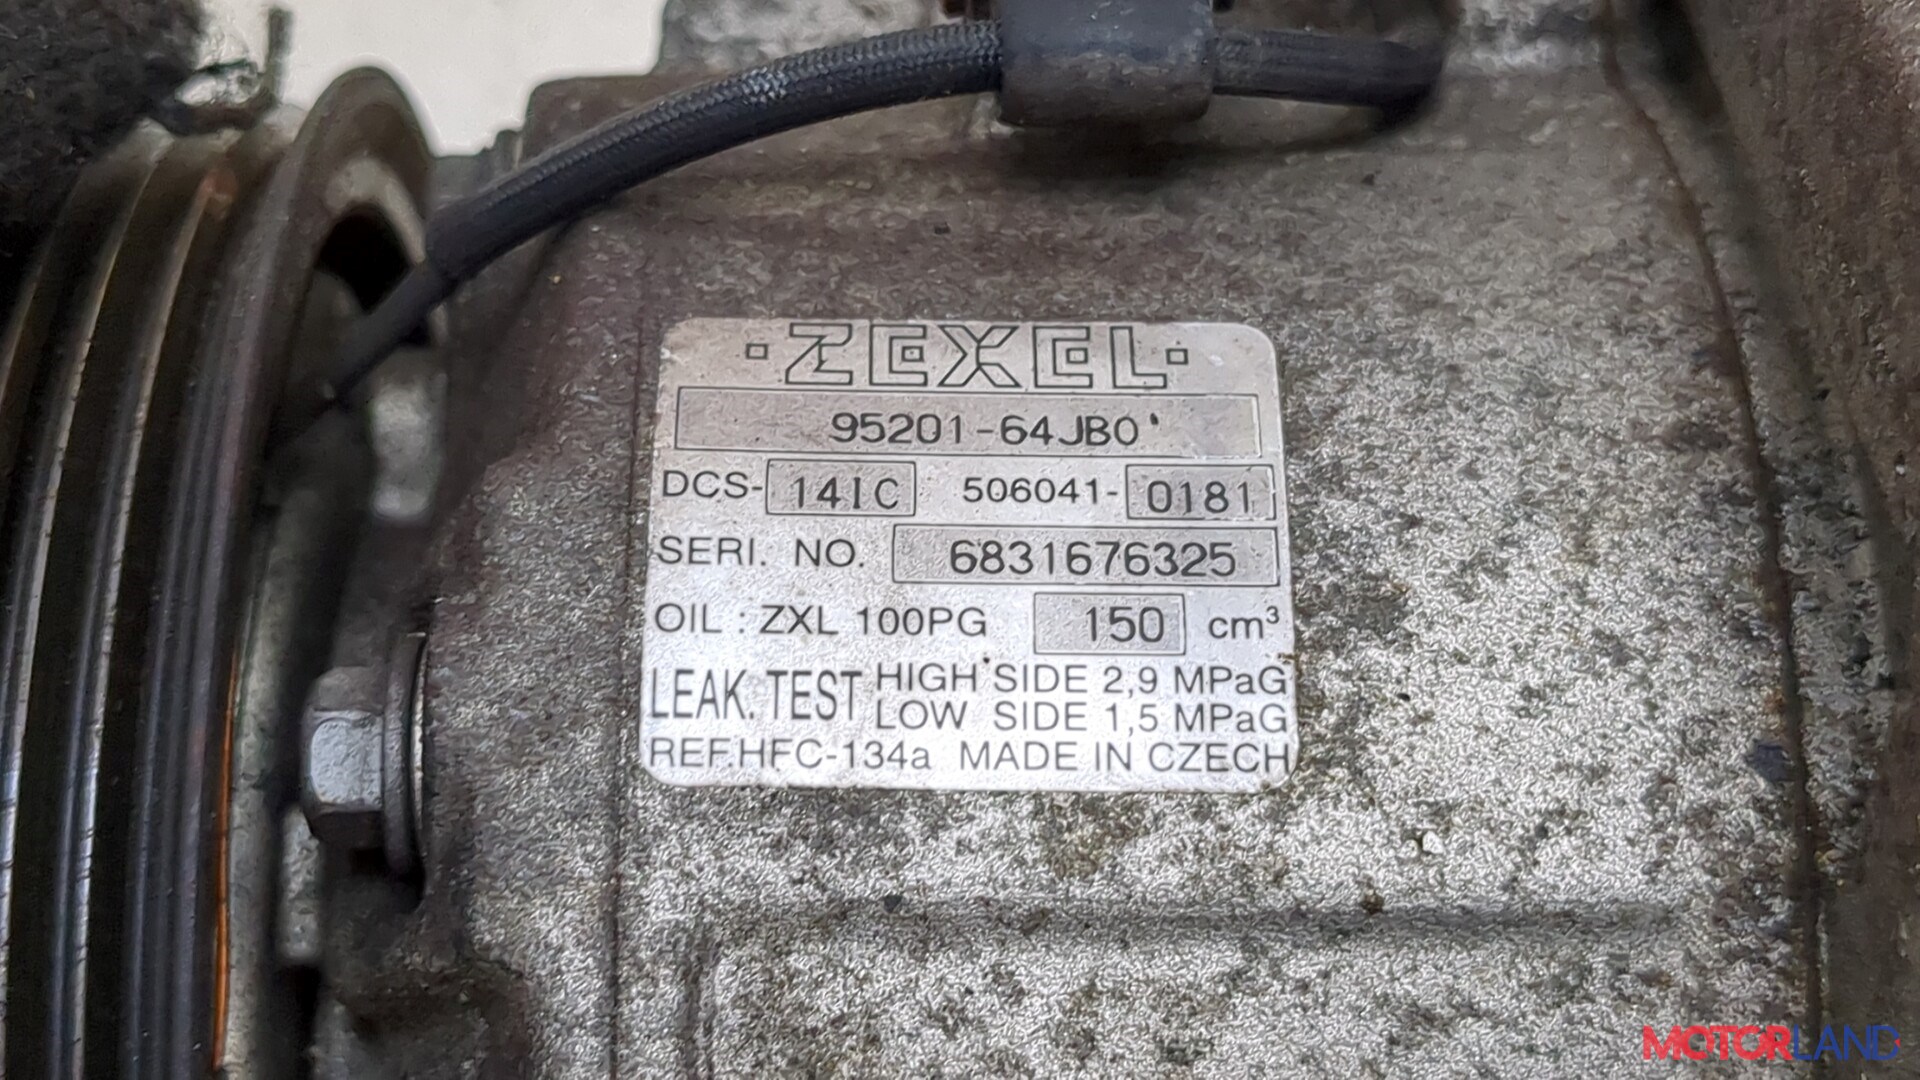 ZEXEL
95201-64JB0
DCS-14IC 506041-0181
SERI. NO. 6831676325
OIL : ZXL 100PG 150 cm³
LEAK. TEST HIGH SIDE 2,9 MPaG
LOW SIDE 1,5 MPaG
REF.HFC-134a MADE IN CZECH
MOTORLAND